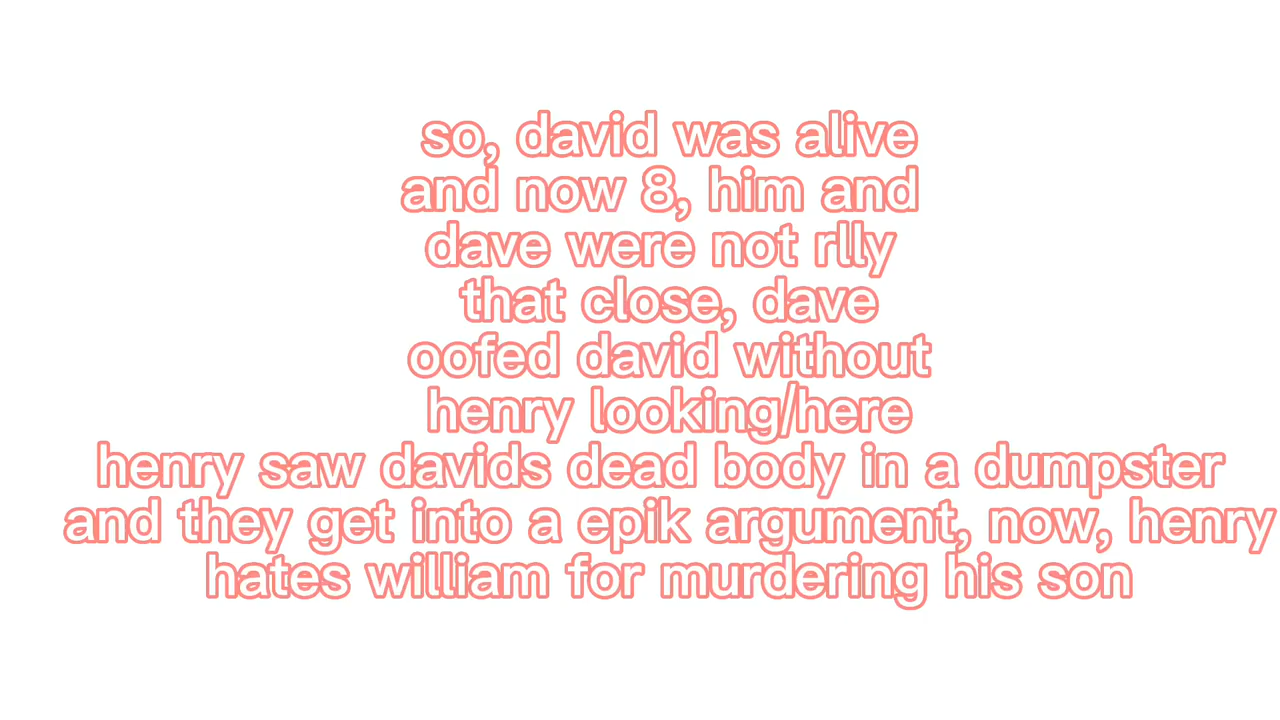 so, david was alive
and now 8, him and
dave were not rlly
that close, dave
oofed david without
henry looking/here
henry saw davids dead body in a dumpster
and they get into a epik argument, now, henry
hates william for murdering his son